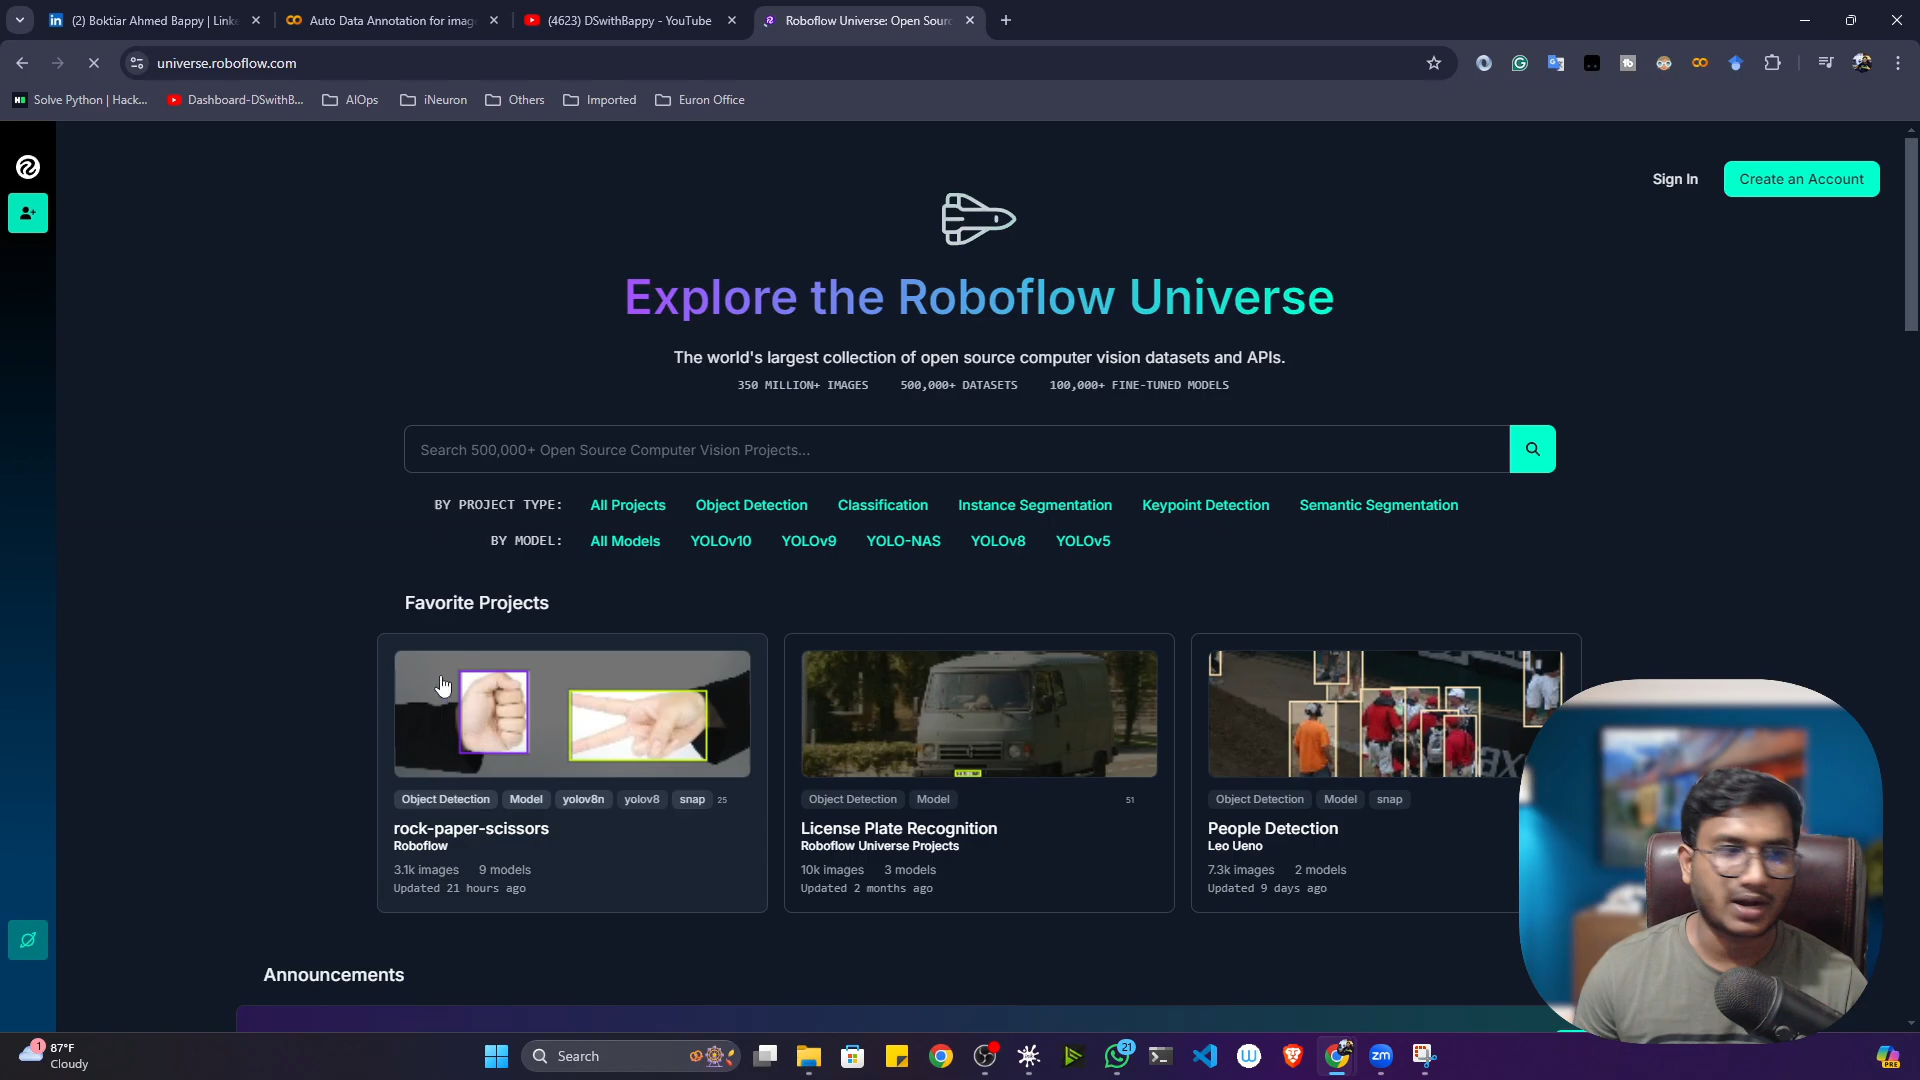 (2) Boktiar Ahmed Bappy | Linke
Auto Data Annotation for imag
(4623) DSwithBappy - YouTube
Roboflow Universe: Open Sourc
universe.roboflow.com
Solve Python | Hack...
Dashboard-DSwithB...
AIOps
iNeuron
Others
Imported
Euron Office
Sign In
Create an Account
Explore the Roboflow Universe
The world's largest collection of open source computer vision datasets and APIs.
350 MILLION+ IMAGES 500,000+ DATASETS 100,000+ FINE-TUNED MODELS
Search 500,000+ Open Source Computer Vision Projects...
BY PROJECT TYPE: All Projects Object Detection Classification Instance Segmentation Keypoint Detection Semantic Segmentation
BY MODEL: All Models YOLOv10 YOLOv9 YOLO-NAS YOLOv8 YOLOv5
Favorite Projects
Object Detection Model yolov8n yolov8 snap 25
rock-paper-scissors
Roboflow
3.1k images 9 models
Updated 21 hours ago
Object Detection Model 51
License Plate Recognition
Roboflow Universe Projects
10k images 3 models
Updated 2 months ago
Object Detection Model snap
People Detection
Leo Ueno
7.3k images 2 models
Updated 9 days ago
Announcements
1
87°F
Cloudy
Search
21
zm
PRE